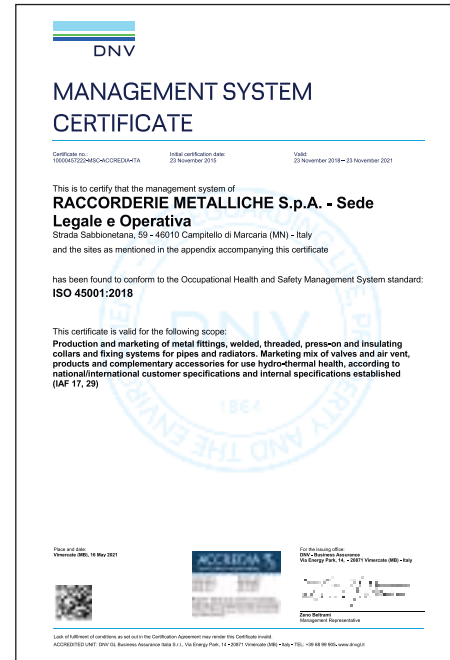 DNV
MANAGEMENT SYSTEM
CERTIFICATE
Certificate no.: Initial certification date: Valid:
10000457222-MSC-ACCREDIA-ITA 23 November 2015 23 November 2018 – 23 November 2021
This is to certify that the management system of
RACCORDERIE METALLICHE S.p.A. - Sede
Legale e Operativa
Strada Sabbionetana, 59 - 46010 Campitello di Marcaria (MN) - Italy
and the sites as mentioned in the appendix accompanying this certificate
has been found to conform to the Occupational Health and Safety Management System standard:
ISO 45001:2018
This certificate is valid for the following scope:
Production and marketing of metal fittings, welded, threaded, press-on and insulating
collars and fixing systems for pipes and radiators. Marketing mix of valves and air vent,
products and complementary accessories for use hydro-thermal health, according to
national/international customer specifications and internal specifications established
(IAF 17, 29)
DNV
1864
Place and date: For the issuing office:
Vimercate (MB), 16 May 2021 DNV - Business Assurance
Via Energy Park, 14, - 20871 Vimercate (MB) - Italy
ACCREDIA
Zeno Beltrami
Management Representative
Lack of fulfilment of conditions as set out in the Certification Agreement may render this Certificate invalid.
ACCREDITED UNIT: DNV GL Business Assurance Italia S.r.l., Via Energy Park, 14 - 20871 Vimercate (MB) - Italy - TEL: +39 68 99 905. www.dnvgl.it